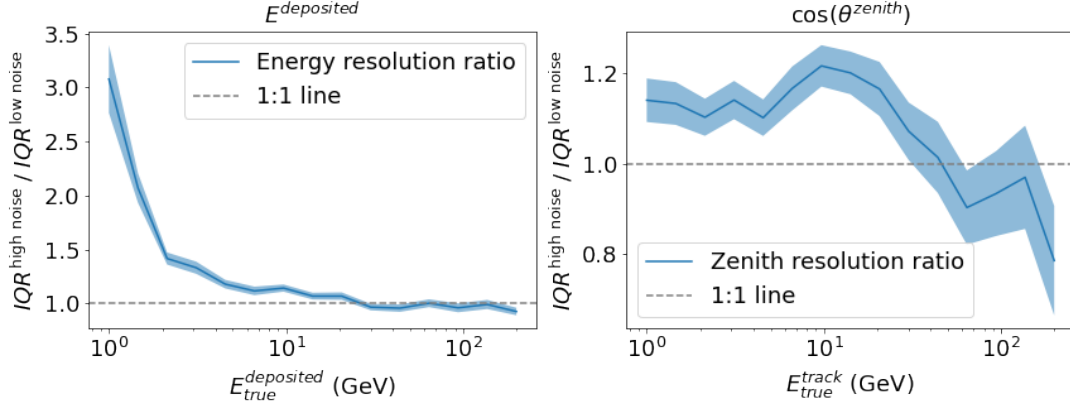 E^deposited
3.5
3.0
2.5
2.0
1.5
1.0
IQR^high noise / IQR^low noise
Energy resolution ratio
1:1 line
10^0
10^1
10^2
E_true^deposited (GeV)
cos(θ^zenith)
1.2
1.0
0.8
IQR^high noise / IQR^low noise
Zenith resolution ratio
1:1 line
10^0
10^1
10^2
E_true^track (GeV)